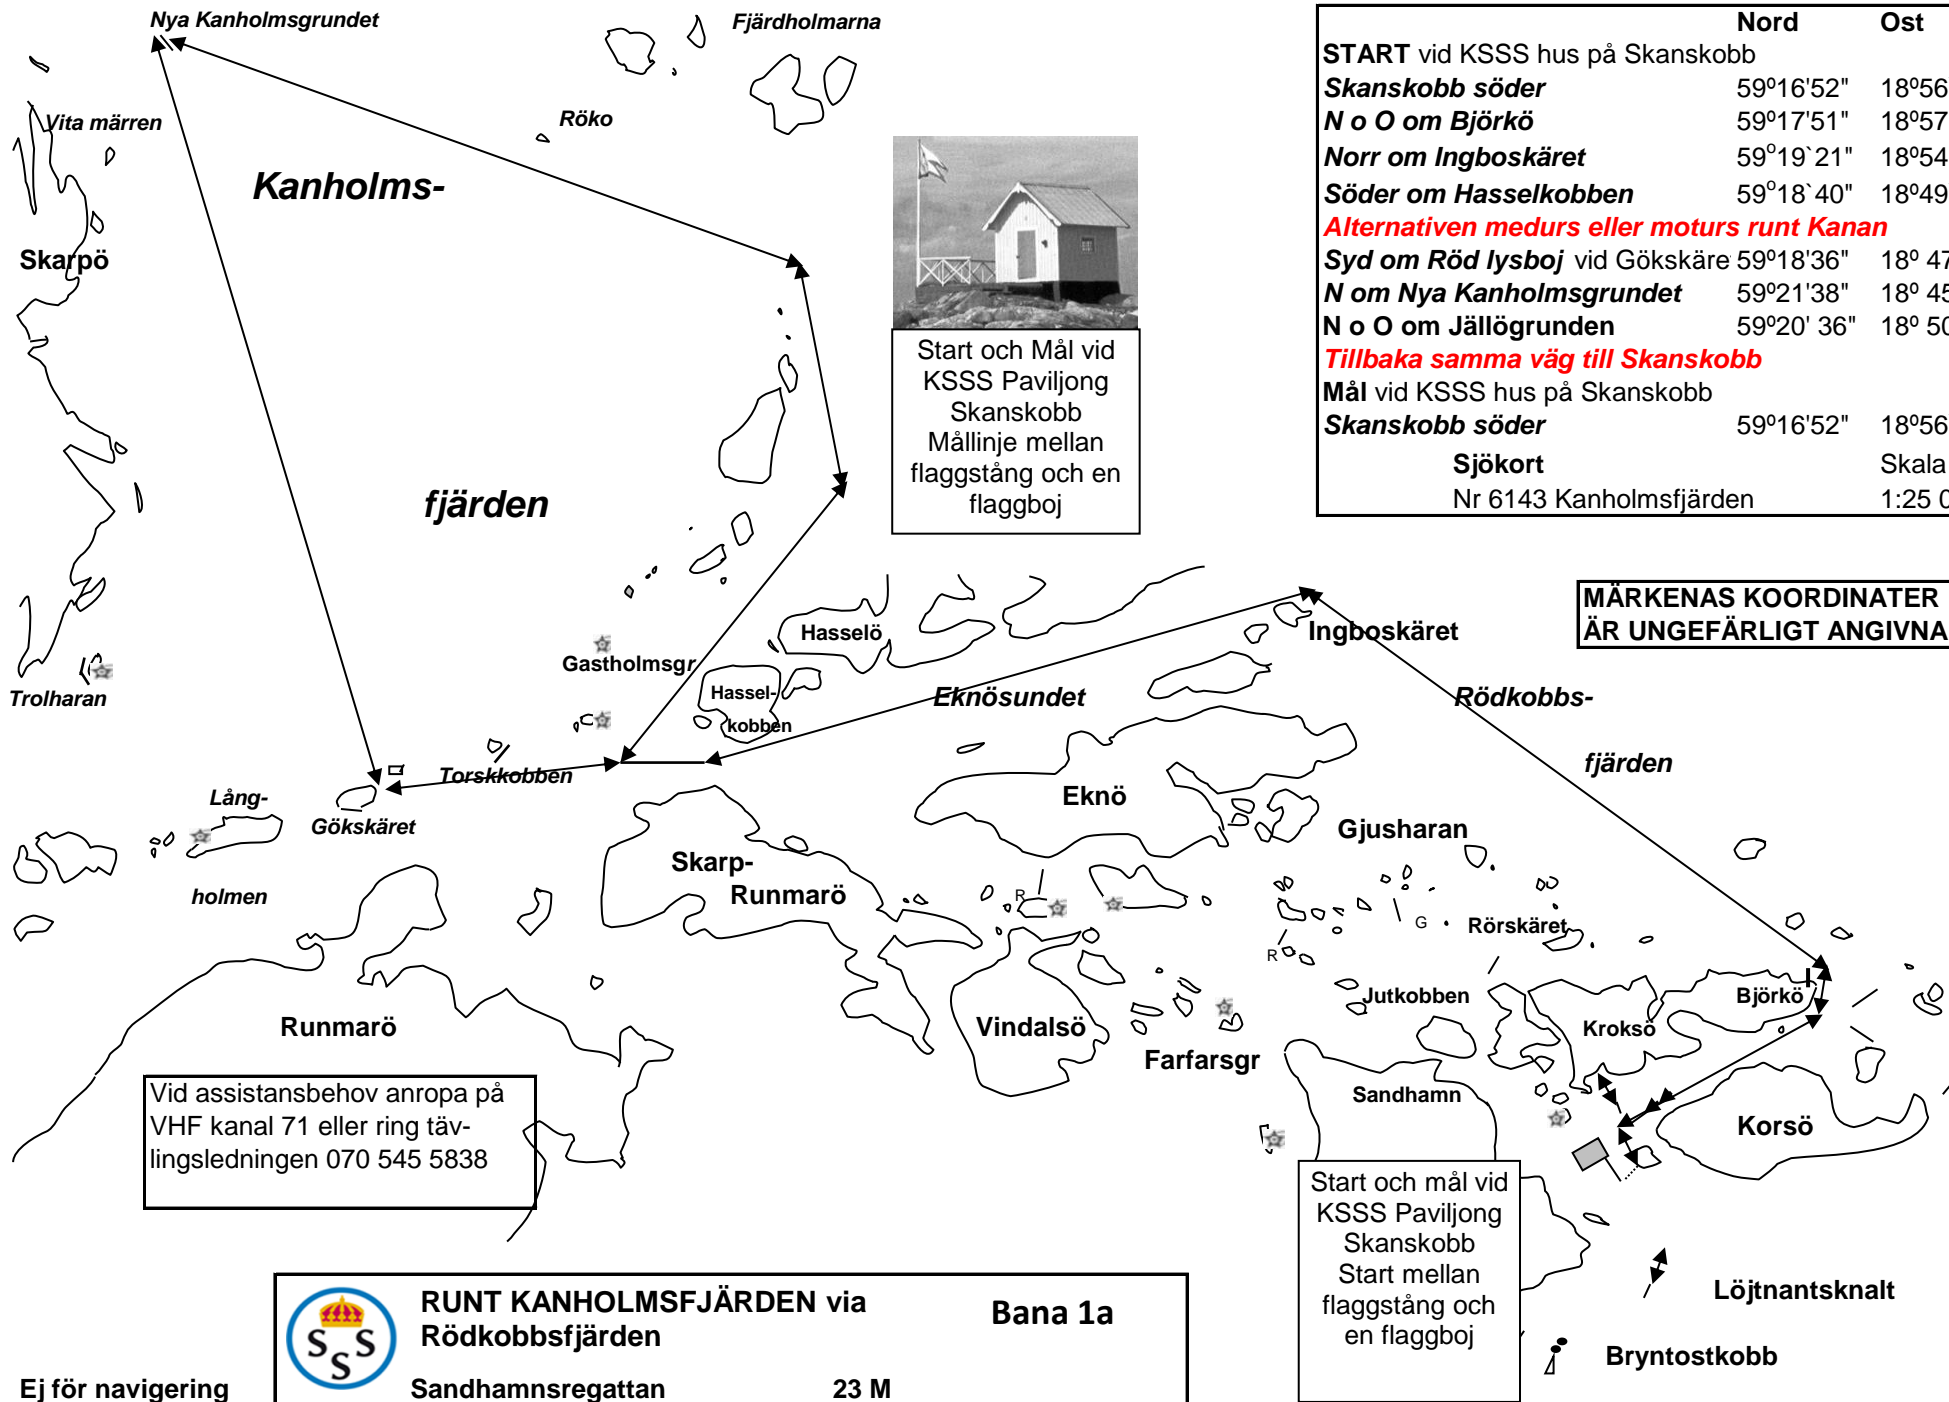 Nya Kanholmsgrundet
Fjärdholmarna
Vita märren
Röko
Kanholms-
Skarpö
fjärden
Nord Ost
START vid KSSS hus på Skanskobb
Skanskobb söder 59º16'52" 18º56
N o O om Björkö 59º17'51" 18º57
Norr om Ingboskäret 59º19`21" 18º54
Söder om Hasselkobben 59º18`40" 18º49
Alternativen medurs eller moturs runt Kanan
Syd om Röd lysboj vid Gökskäre 59º18'36" 18º 47
N om Nya Kanholmsgrundet 59º21'38" 18º 45
N o O om Jällögrunden 59º20' 36" 18º 50
Tillbaka samma väg till Skanskobb
Mål vid KSSS hus på Skanskobb
Skanskobb söder 59º16'52" 18º56
Sjökort Skala
Nr 6143 Kanholmsfjärden 1:25 0
Start och Mål vid
KSSS Paviljong
Skanskobb
Mållinje mellan
flaggstång och en
flaggboj
MÄRKENAS KOORDINATER
ÄR UNGEFÄRLIGT ANGIVNA
Hasselö
Ingboskäret
Gastholmsgr
Hassel-
kobben
Eknösundet
Rödkobbs-
fjärden
Trolharan
Torskkobben
Lång-
holmen
Gökskäret
Eknö
Gjusharan
Skarp-
Runmarö
R
G
Rörskäret
R
Jutkobben
Björkö
Kroksö
Runmarö
Vindalsö
Farfarsgr
Sandhamn
Korsö
Vid assistansbehov anropa på
VHF kanal 71 eller ring täv-
lingsledningen 070 545 5838
Start och mål vid
KSSS Paviljong
Skanskobb
Start mellan
flaggstång och
en flaggboj
Löjtnantsknalt
Bryntostkobb
SSS
RUNT KANHOLMSFJÄRDEN via
Rödkobbsfjärden
Bana 1a
Sandhamnsregattan 23 M
Ej för navigering